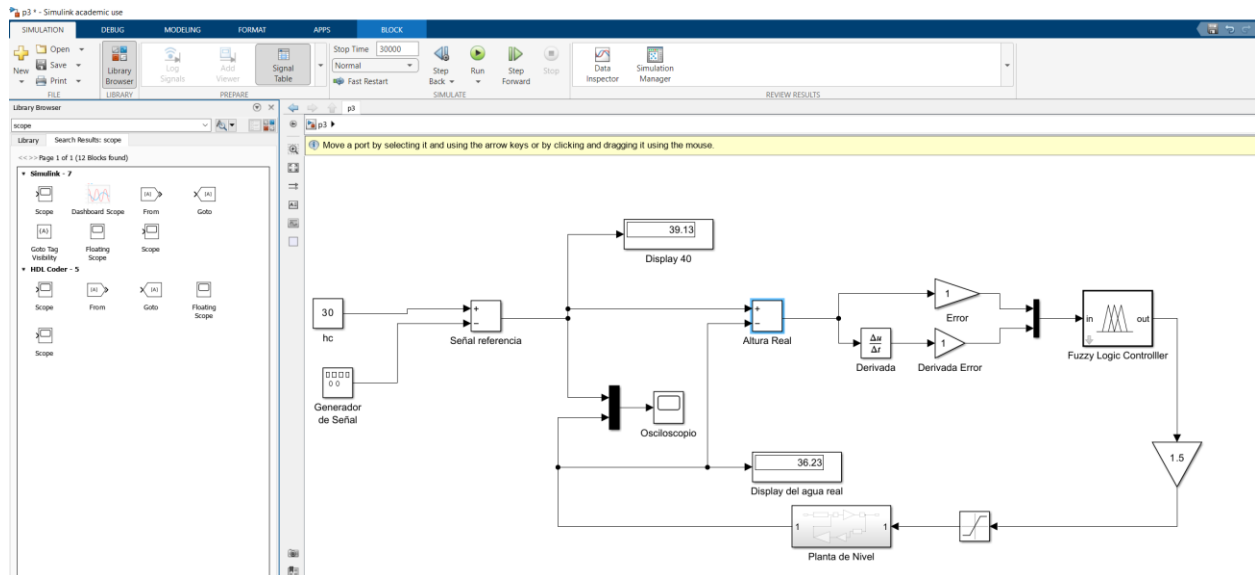 p3 * - Simulink academic use
SIMULATION DEBUG MODELING FORMAT APPS BLOCK
New
Open
Save
Print
FILE
Library
Browser
LIBRARY
Log
Signals
Add
Viewer
Signal
Table
PREPARE
Stop Time 30000
Normal
Fast Restart
Step
Back
Run
Step
Forward
Stop
SIMULATE
Data
Inspector
Simulation
Manager
REVIEW RESULTS
Library Browser
scope
Library Search Results: scope
<< >> Page 1 of 1 (12 Blocks found)
Simulink - 7
Scope Dashboard Scope From Goto
Goto Tag
Visibility
Floating
Scope
Scope
HDL Coder - 5
Scope From Goto Floating
Scope
Scope
p3
p3
Move a port by selecting it and using the arrow keys or by clicking and dragging it using the mouse.
39.13
Display 40
30
hc
+
−
Señal referencia
Generador
de Señal
Osciloscopio
+
−
Altura Real
1
Error
Δu
Δt
Derivada
1
Derivada Error
in out
Fuzzy Logic Controlller
1.5
36.23
Display del agua real
1 1
Planta de Nivel